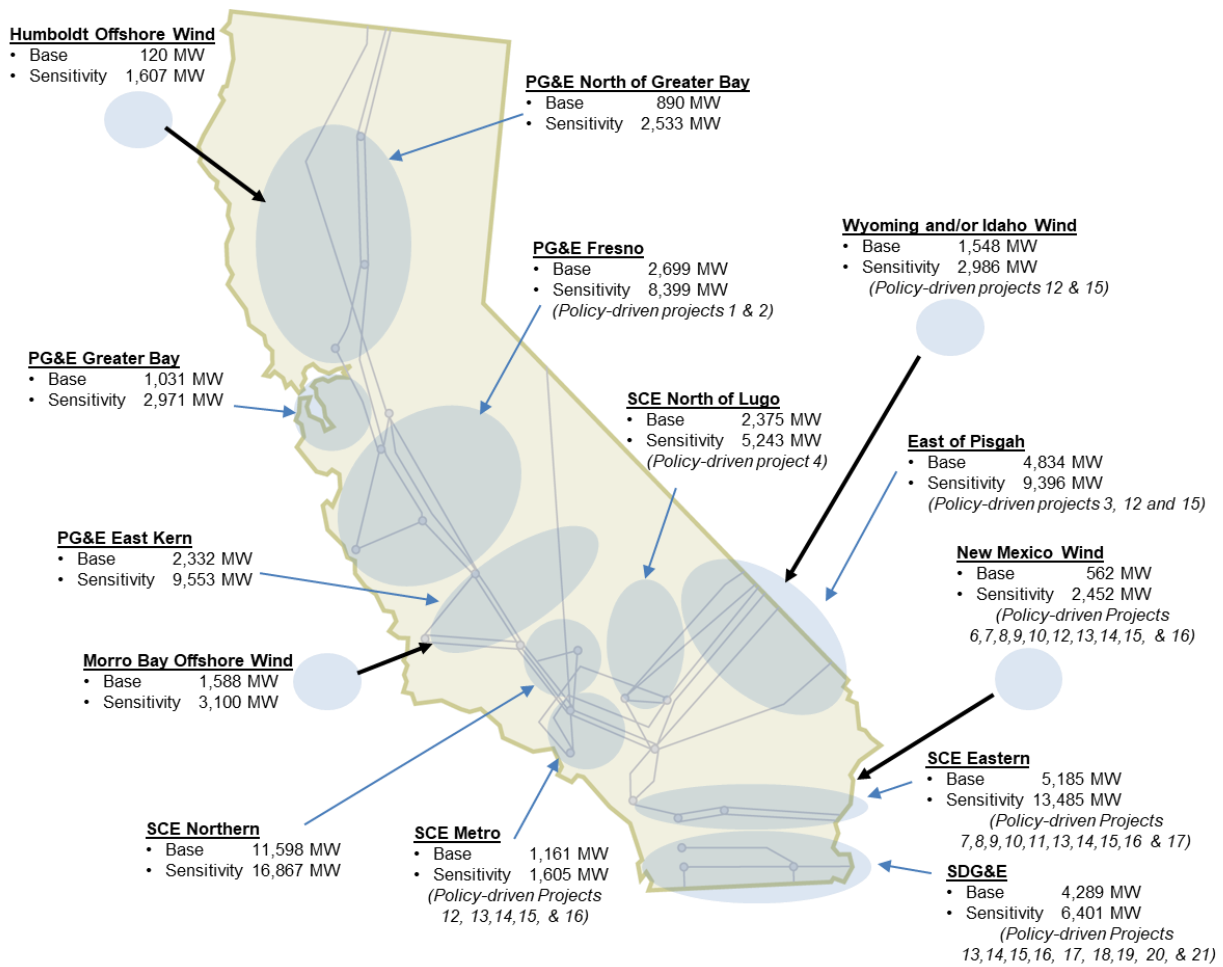 Humboldt Offshore Wind
• Base 120 MW
• Sensitivity 1,607 MW
PG&E North of Greater Bay
• Base 890 MW
• Sensitivity 2,533 MW
Wyoming and/or Idaho Wind
• Base 1,548 MW
• Sensitivity 2,986 MW
(Policy-driven projects 12 & 15)
PG&E Fresno
• Base 2,699 MW
• Sensitivity 8,399 MW
(Policy-driven projects 1 & 2)
PG&E Greater Bay
• Base 1,031 MW
• Sensitivity 2,971 MW
SCE North of Lugo
• Base 2,375 MW
• Sensitivity 5,243 MW
(Policy-driven project 4)
East of Pisgah
• Base 4,834 MW
• Sensitivity 9,396 MW
(Policy-driven projects 3, 12 and 15)
PG&E East Kern
• Base 2,332 MW
• Sensitivity 9,553 MW
New Mexico Wind
• Base 562 MW
• Sensitivity 2,452 MW
(Policy-driven Projects
6,7,8,9,10,12,13,14,15, & 16)
Morro Bay Offshore Wind
• Base 1,588 MW
• Sensitivity 3,100 MW
SCE Eastern
• Base 5,185 MW
• Sensitivity 13,485 MW
(Policy-driven Projects
7,8,9,10,11,13,14,15,16 & 17)
SCE Northern
• Base 11,598 MW
• Sensitivity 16,867 MW
SCE Metro
• Base 1,161 MW
• Sensitivity 1,605 MW
(Policy-driven Projects
12, 13,14,15, & 16)
SDG&E
• Base 4,289 MW
• Sensitivity 6,401 MW
(Policy-driven Projects
13,14,15,16, 17, 18,19, 20, & 21)